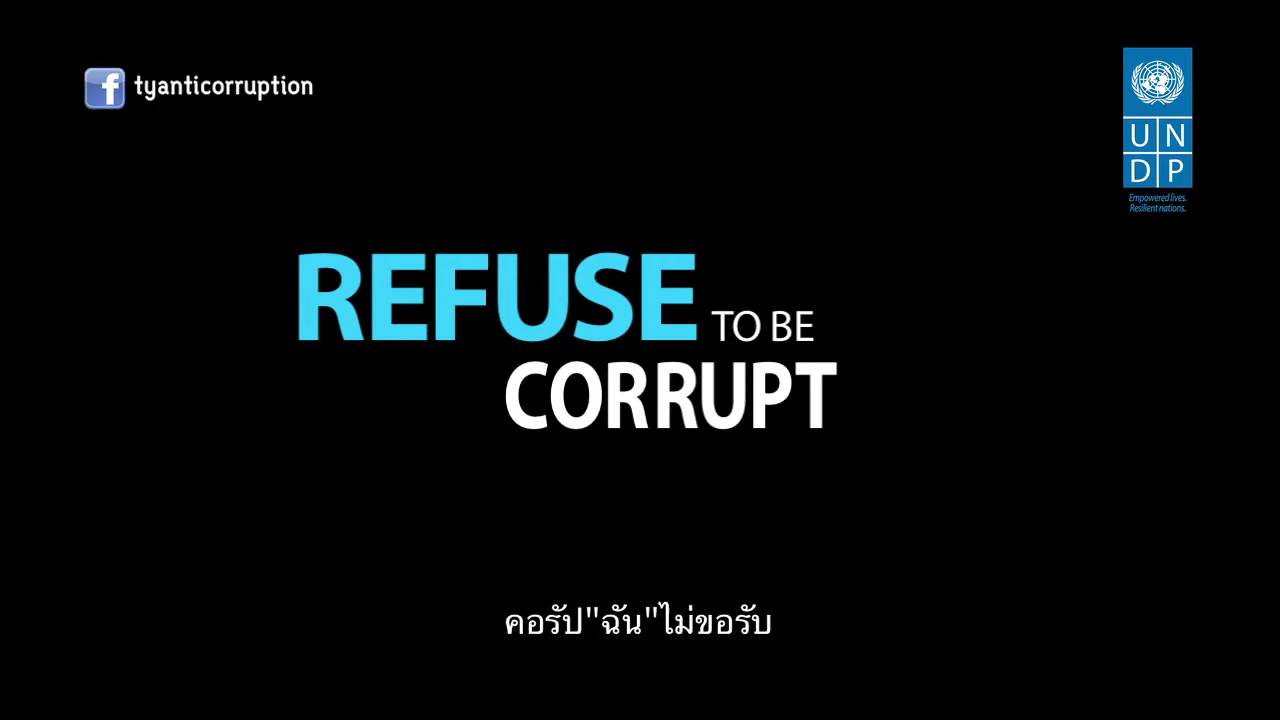 tyanticorruption
UN
DP
Empowered lives.
Resilient nations.
REFUSE TO BE
CORRUPT
คอรัป"ฉัน"ไม่ขอรับ